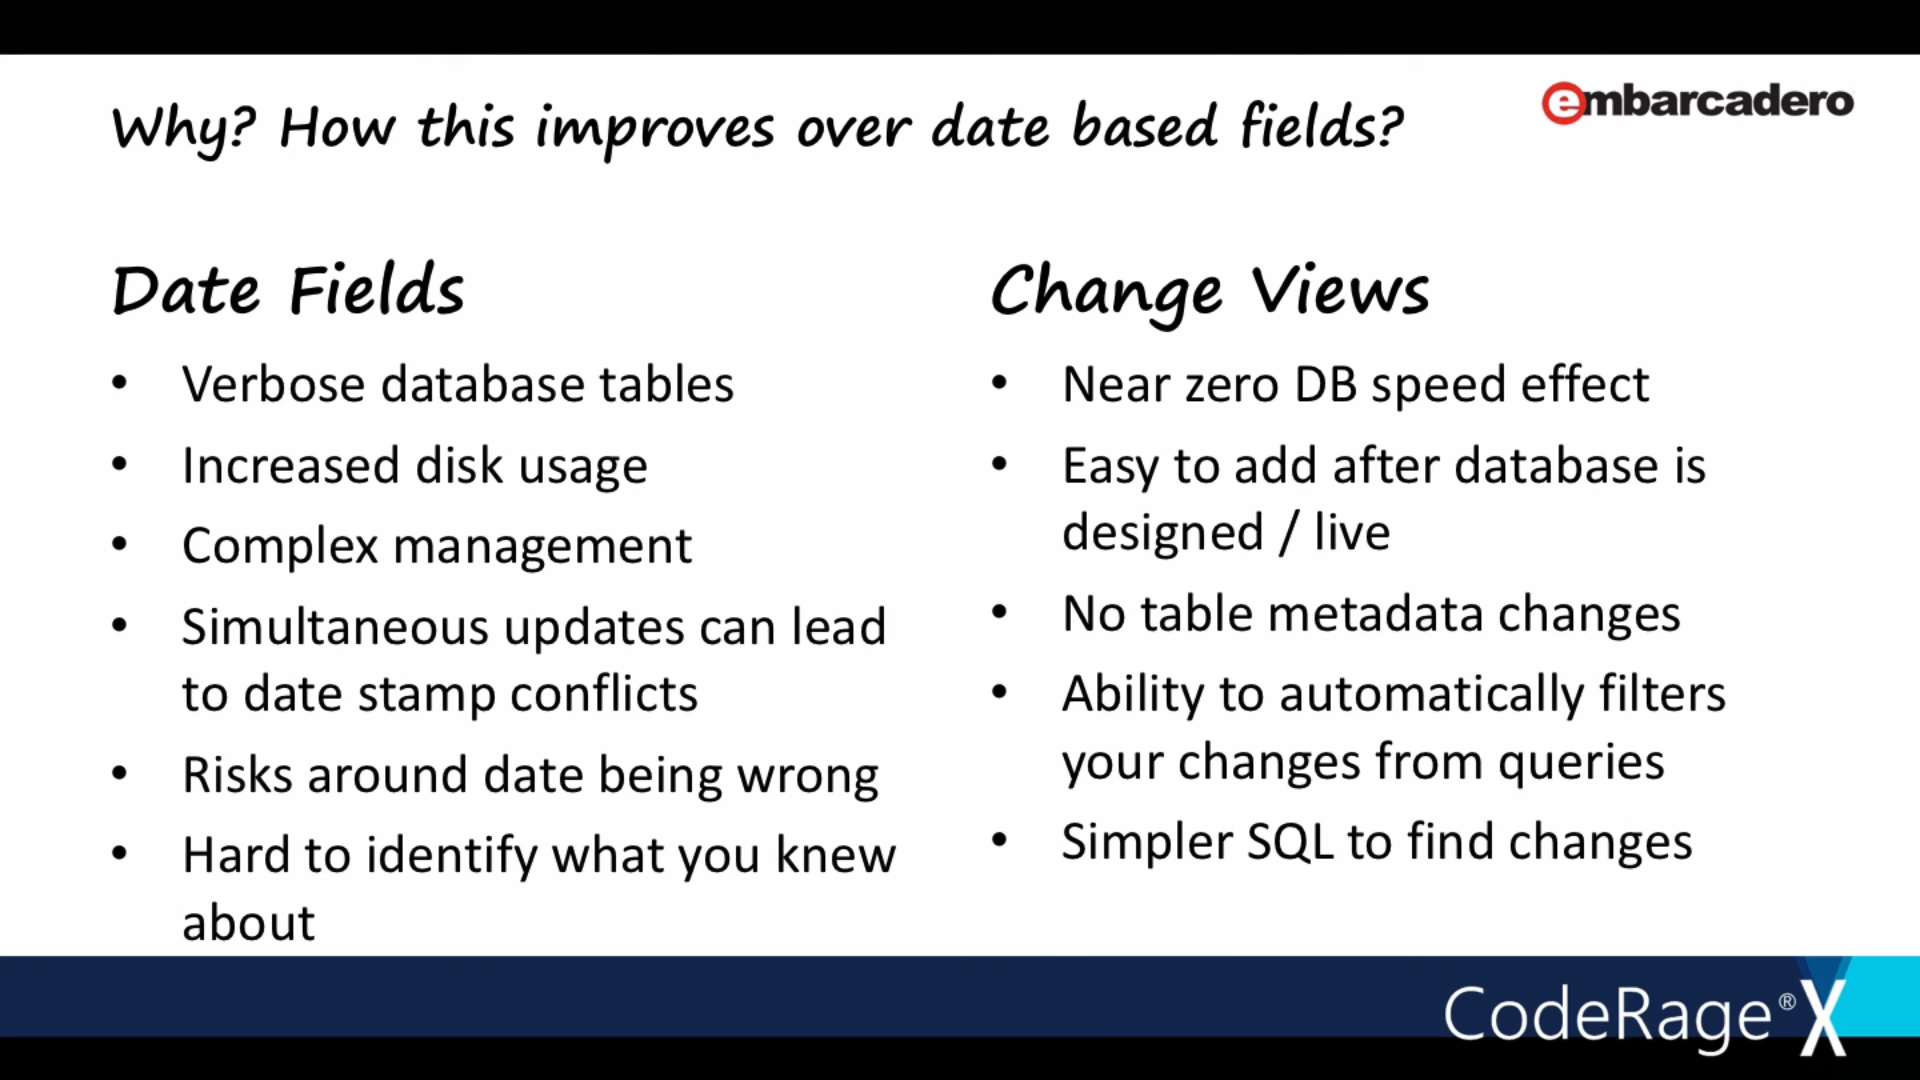 Why? How this improves over date based fields?
embarcadero
Date Fields
• Verbose database tables
• Increased disk usage
• Complex management
• Simultaneous updates can lead
to date stamp conflicts
• Risks around date being wrong
• Hard to identify what you knew
about
Change Views
• Near zero DB speed effect
• Easy to add after database is
designed / live
• No table metadata changes
• Ability to automatically filters
your changes from queries
• Simpler SQL to find changes
CodeRage® X